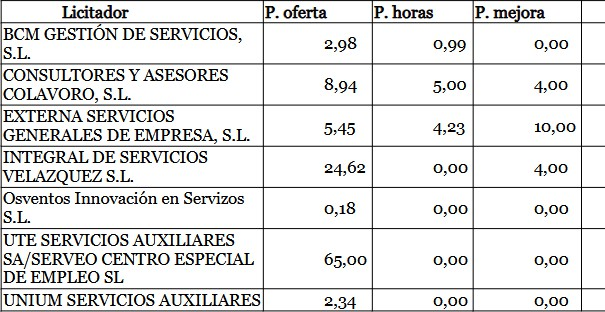 Licitador P. oferta P. horas P. mejora
BCM GESTIÓN DE SERVICIOS,
S.L. 2,98 0,99 0,00
CONSULTORES Y ASESORES
COLAVORO, S.L. 8,94 5,00 4,00
EXTERNA SERVICIOS
GENERALES DE EMPRESA, S.L. 5,45 4,23 10,00
INTEGRAL DE SERVICIOS
VELAZQUEZ S.L. 24,62 0,00 4,00
Osventos Innovación en Servizos
S.L. 0,18 0,00 0,00
UTE SERVICIOS AUXILIARES
SA/SERVEO CENTRO ESPECIAL
DE EMPLEO SL 65,00 0,00 0,00
UNIUM SERVICIOS AUXILIARES 2,34 0,00 0,00